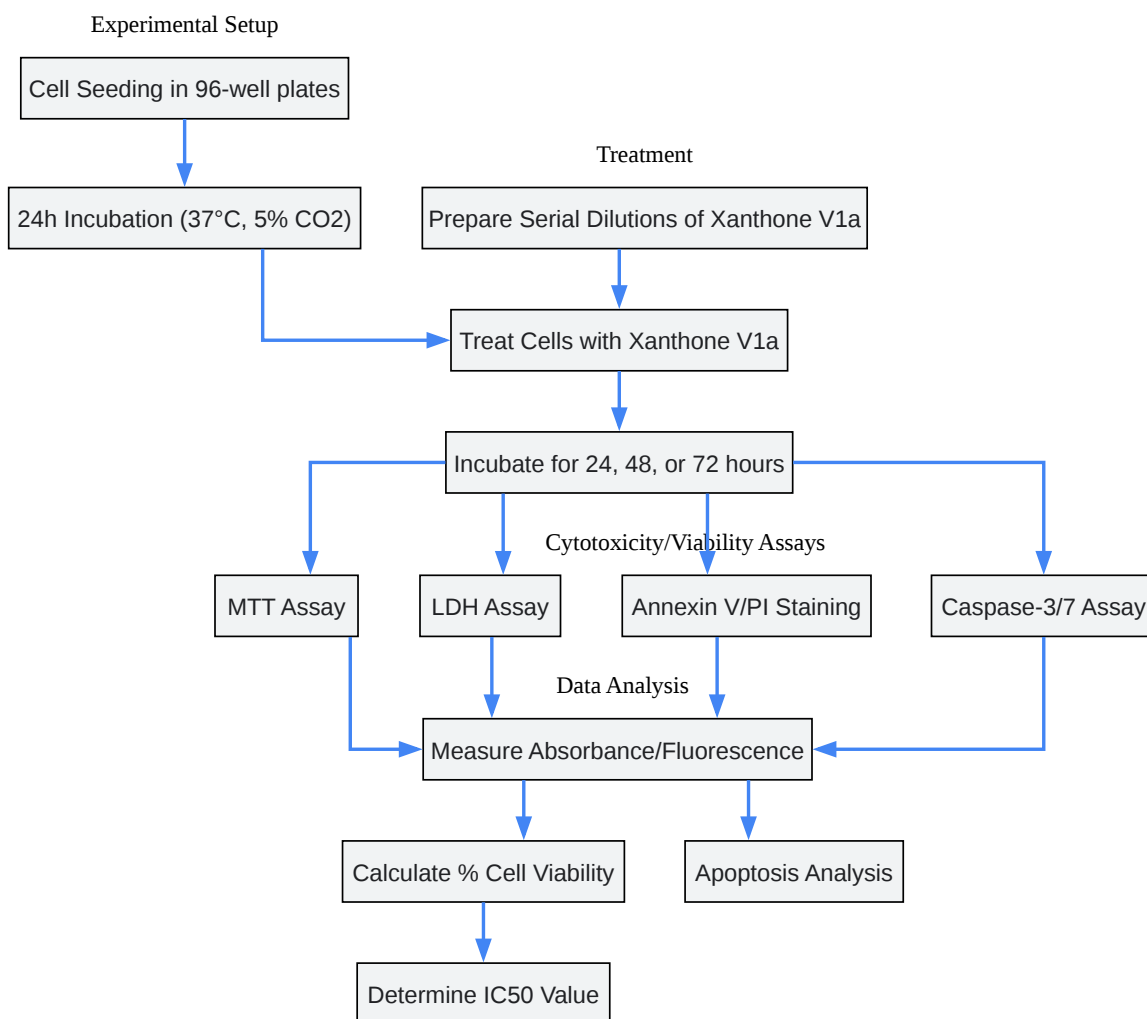 Experimental Setup
Cell Seeding in 96-well plates
Treatment
24h Incubation (37°C, 5% CO2)
Prepare Serial Dilutions of Xanthone V1a
Treat Cells with Xanthone V1a
Incubate for 24, 48, or 72 hours
Cytotoxicity/Viability Assays
MTT Assay
LDH Assay
Annexin V/PI Staining
Caspase-3/7 Assay
Data Analysis
Measure Absorbance/Fluorescence
Calculate % Cell Viability
Apoptosis Analysis
Determine IC50 Value